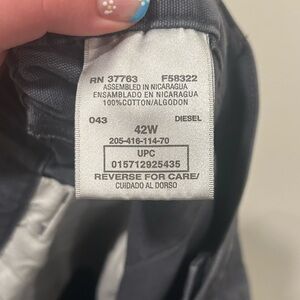 RN 37763 F58322
ASSEMBLED IN NICARAGUA
ENSAMBLADO EN NICARAGUA
100%COTTON/ALGODON
043 DIESEL
42W
205-416-114-70
UPC
015712925435
REVERSE FOR CARE/
CUIDADO AL DORSO